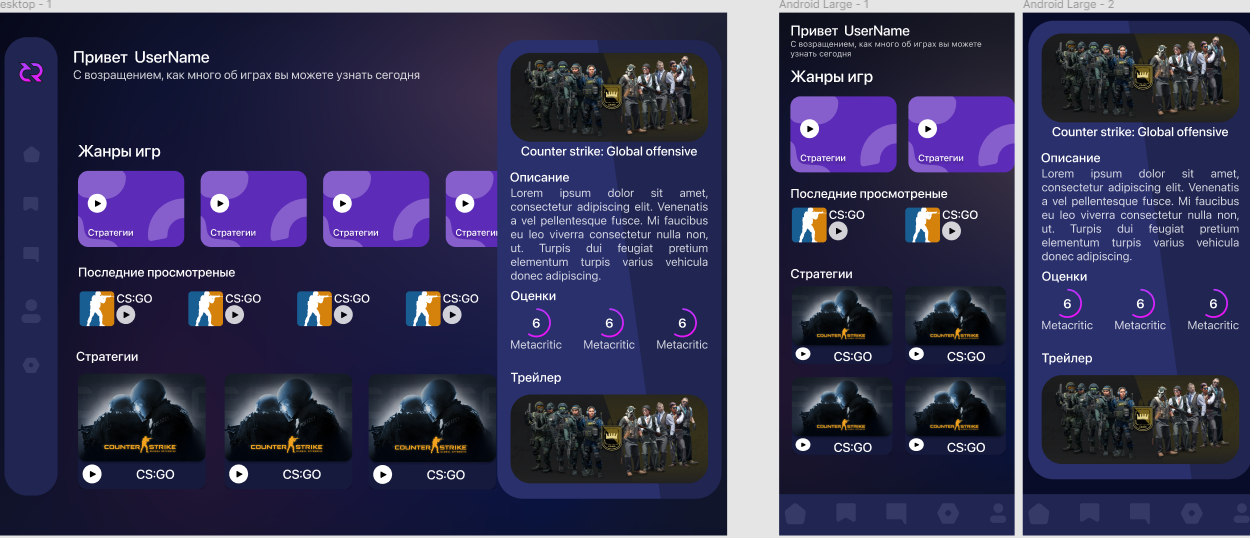 esktop - 1
Привет UserName
С возращением, как много об играх вы можете узнать сегодня
Жанры игр
Стратегии
Стратегии
Стратегии
Стратеги
Последние просмотреные
CS:GO
CS:GO
CS:GO
CS:GO
Стратегии
COUNTER STRIKE
COUNTER STRIKE
COUNTER STRIKE
CS:GO
CS:GO
CS:GO
Counter strike: Global offensive
Описание
Lorem ipsum dolor sit amet,
consectetur adipiscing elit. Venenatis
a vel pellentesque fusce. Mi faucibus
eu leo viverra consectetur nulla non,
ut. Turpis dui feugiat pretium
elementum turpis varius vehicula
donec adipiscing.
Оценки
6
6
6
Metacritic
Metacritic
Metacritic
Трейлер
Android Large - 1
Привет UserName
С возращением, как много об играх вы можете
узнать сегодня
Жанры игр
Стратегии
Стратегии
Последние просмотреные
CS:GO
CS:GO
Стратегии
COUNTER STRIKE
COUNTER STRIKE
CS:GO
CS:GO
COUNTER STRIKE
COUNTER STRIKE
CS:GO
CS:GO
Android Large - 2
Counter strike: Global offensive
Описание
Lorem ipsum dolor sit amet,
consectetur adipiscing elit. Venenatis
a vel pellentesque fusce. Mi faucibus
eu leo viverra consectetur nulla non,
ut. Turpis dui feugiat pretium
elementum turpis varius vehicula
donec adipiscing.
Оценки
6
6
6
Metacritic
Metacritic
Metacritic
Трейлер